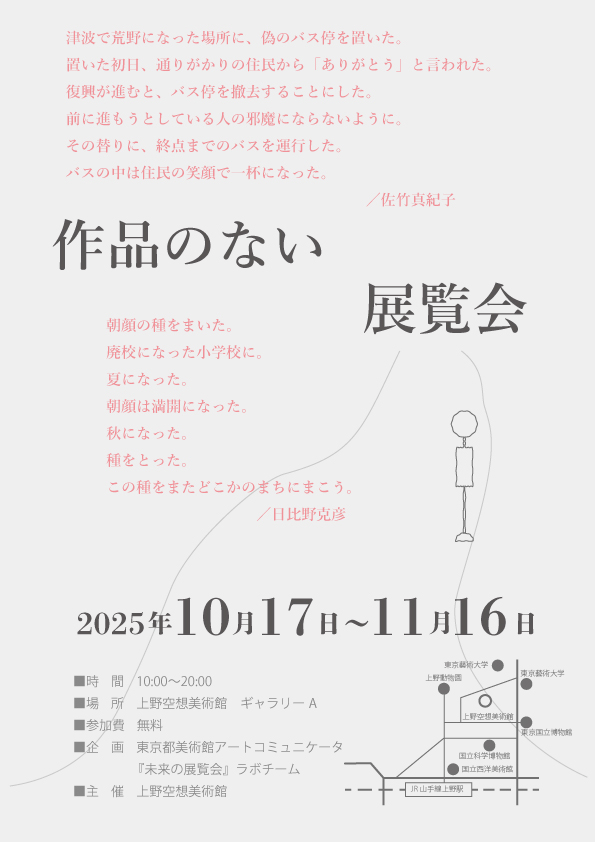 津波で荒野になった場所に、偽のバス停を置いた。
置いた初日、通りがかりの住民から「ありがとう」と言われた。
復興が進むと、バス停を撤去することにした。
前に進もうとしている人の邪魔にならないように。
その替りに、終点までのバスを運行した。
バスの中は住民の笑顔で一杯になった。
／佐竹真紀子
作品のない
展覧会
朝顔の種をまいた。
廃校になった小学校に。
夏になった。
朝顔は満開になった。
秋になった。
種をとった。
この種をまたどこかのまちにまこう。
／日比野克彦
2025年10月17日～11月16日
■時　間　10:00～20:00
■場　所　上野空想美術館　ギャラリー A
■参加費　無料
■企　画　東京都美術館アートコミュニケータ
『未来の展覧会』ラボチーム
■主　催　上野空想美術館
東京藝術大学
東京藝術大学
上野動物園
上野空想美術館
東京国立博物館
国立科学博物館
国立西洋美術館
JR山手線上野駅